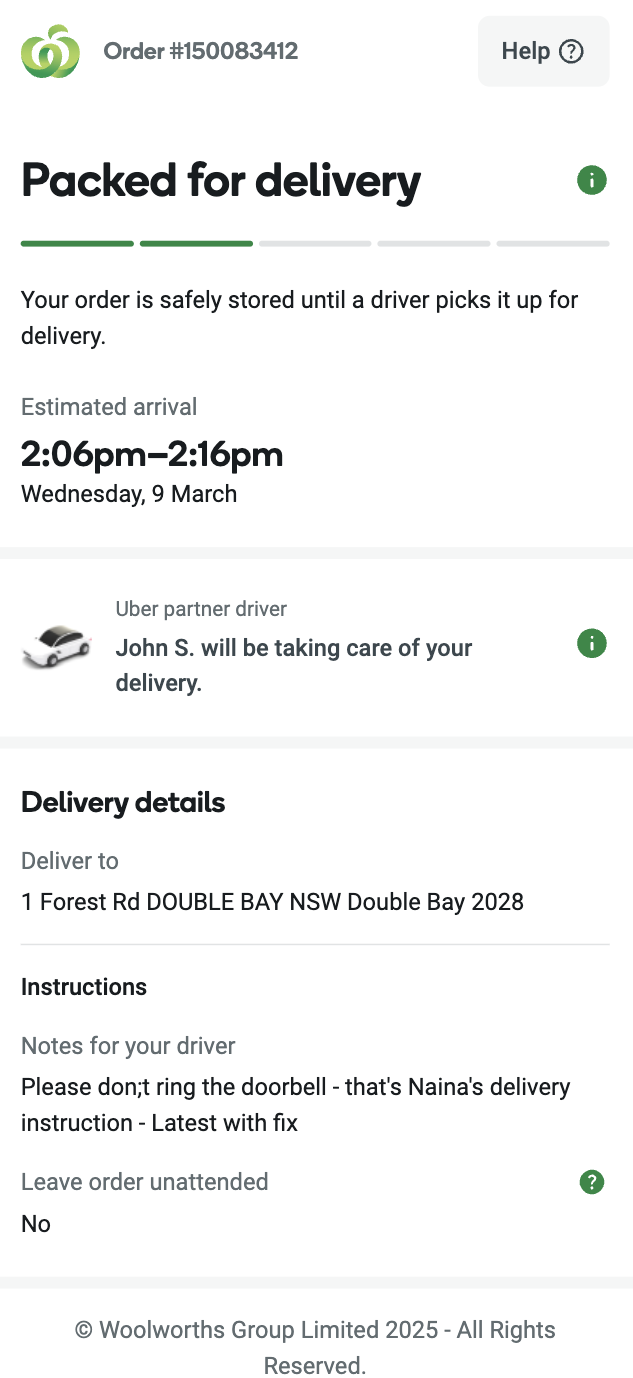 Order #150083412
Help ?
Packed for delivery
i
Your order is safely stored until a driver picks it up for
delivery.
Estimated arrival
2:06pm–2:16pm
Wednesday, 9 March
Uber partner driver
John S. will be taking care of your
delivery.
i
Delivery details
Deliver to
1 Forest Rd DOUBLE BAY NSW Double Bay 2028
Instructions
Notes for your driver
Please don;t ring the doorbell - that's Naina's delivery
instruction - Latest with fix
Leave order unattended
?
No
© Woolworths Group Limited 2025 - All Rights
Reserved.